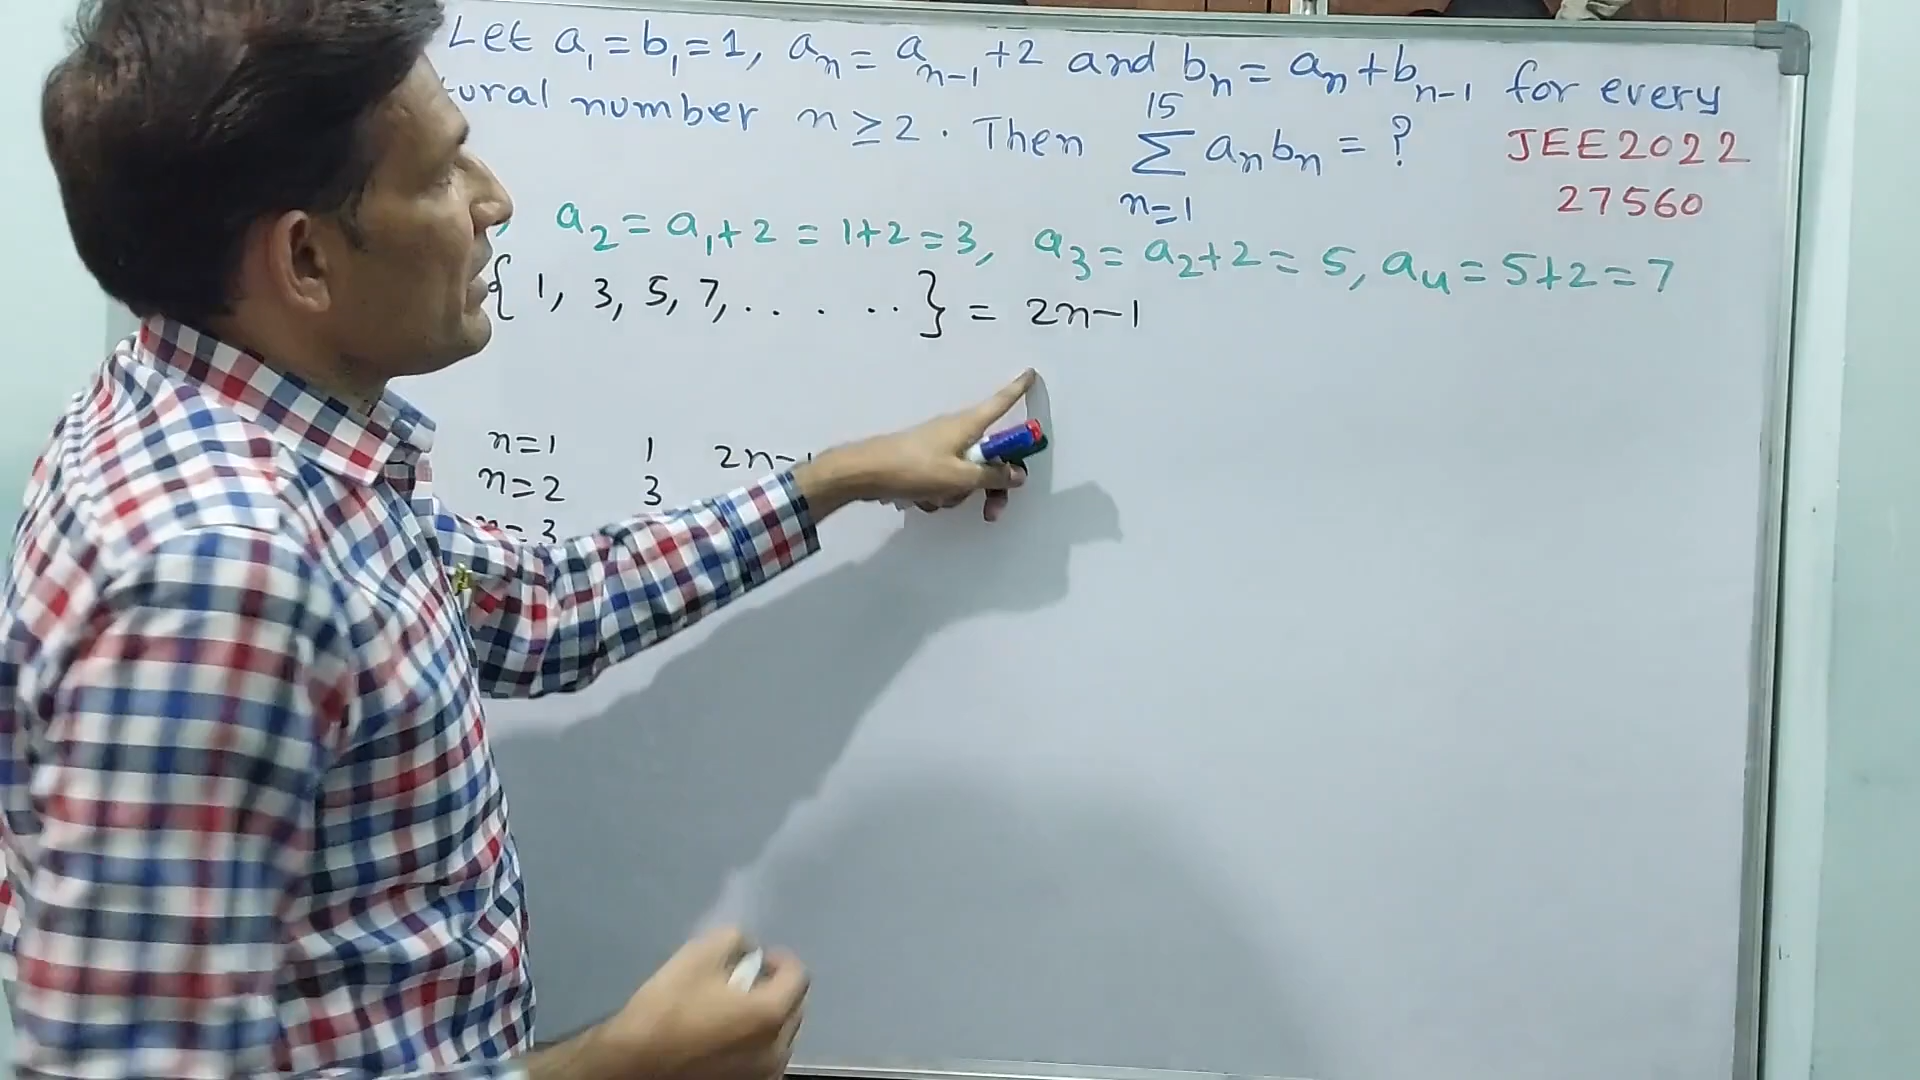 Let a₁ = b₁ = 1, aₙ = aₙ₋₁ + 2 and bₙ = aₙ + bₙ₋₁ for every
tural number n ≥ 2. Then ∑_{n=1}^{15} aₙbₙ = ?
JEE2022
27560
, a₂ = a₁ + 2 = 1+2 = 3, a₃ = a₂+2 = 5, a₄ = 5+2 = 7
{ 1, 3, 5, 7, . . . . . } = 2n-1
n=1 1 2n-1
n=2 3
n=3